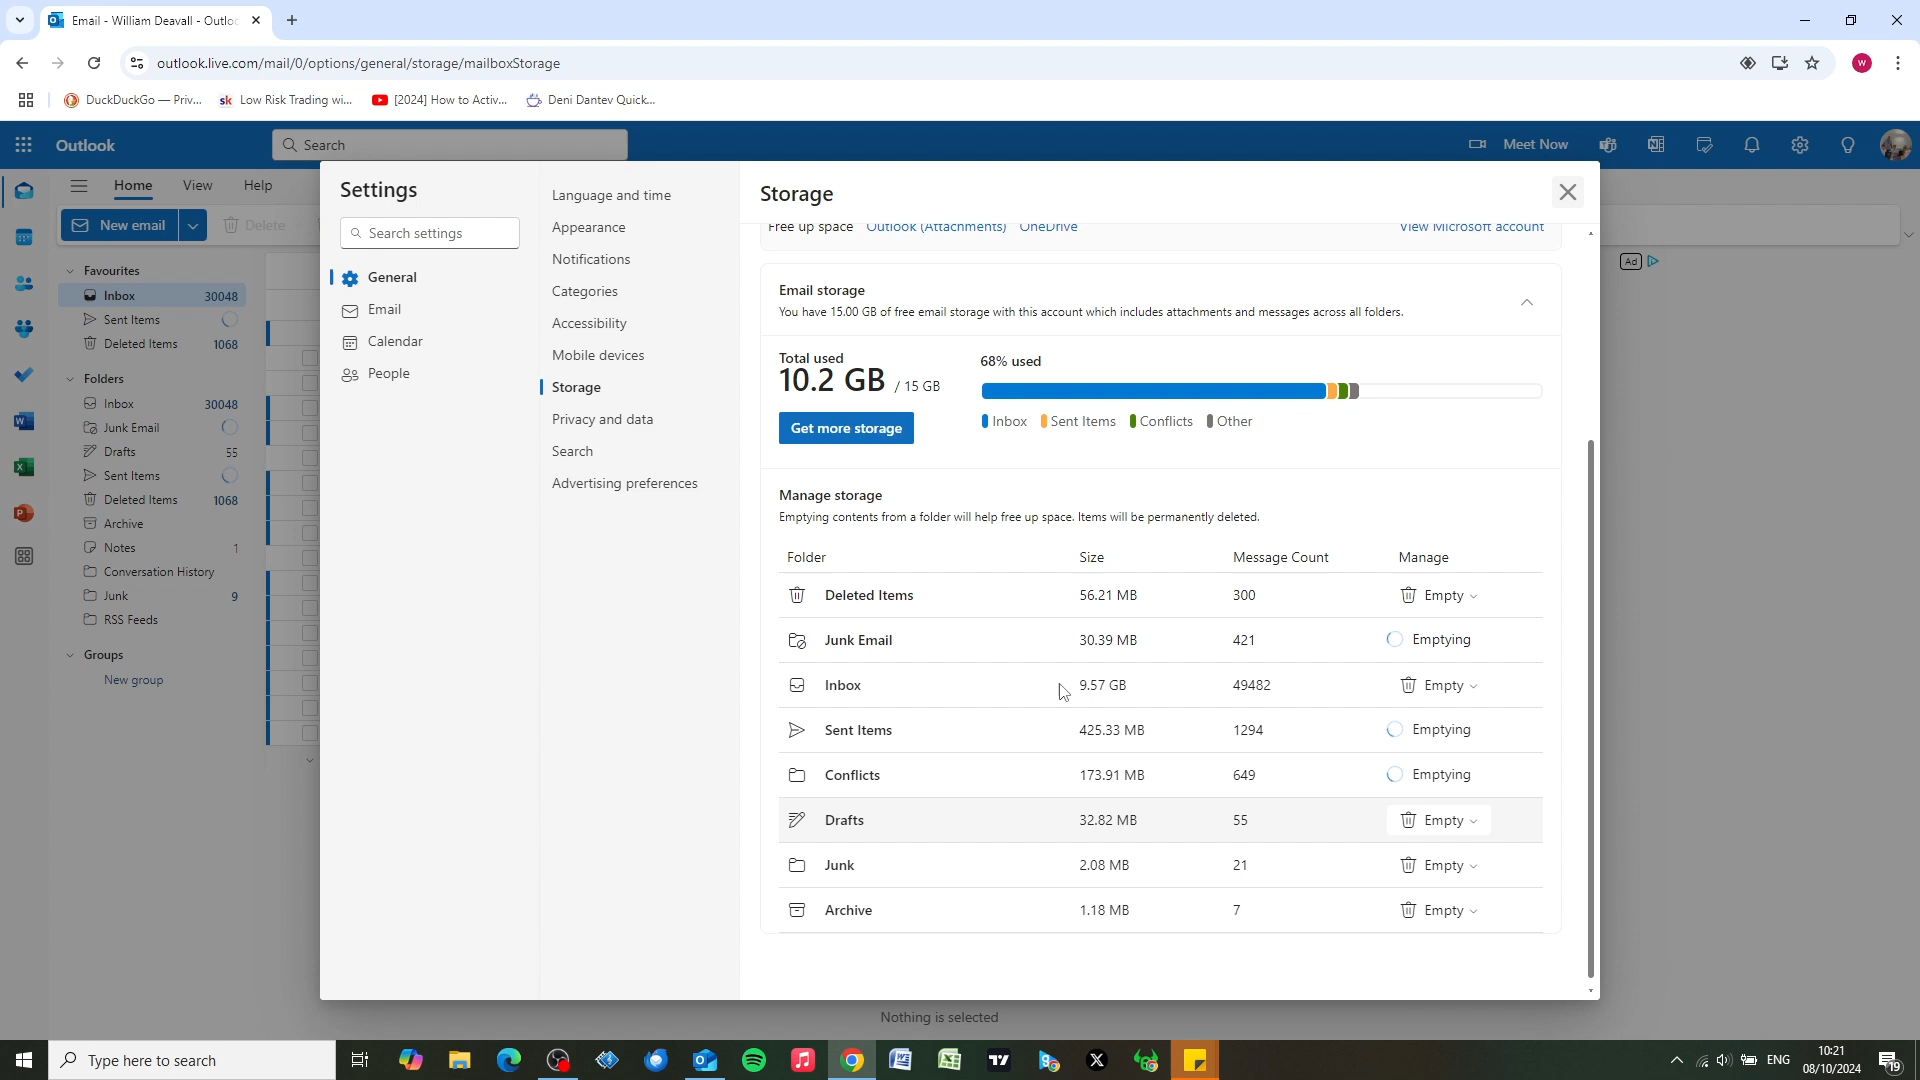 Email - William Deavall - Outlo
outlook.live.com/mail/0/options/general/storage/mailboxStorage
W
DuckDuckGo — Priv...
sk Low Risk Trading wi...
[2024] How to Activ...
Deni Dantev Quick...
Outlook
Search
Meet Now
Home
View
Help
New email
Delete
Favourites
Inbox 30048
Sent Items
Deleted Items 1068
Folders
Inbox 30048
Junk Email
Drafts 55
Sent Items
Deleted Items 1068
Archive
Notes 1
Conversation History
Junk 9
RSS Feeds
Groups
New group
Settings
Search settings
General
Email
Calendar
People
Language and time
Appearance
Notifications
Categories
Accessibility
Mobile devices
Storage
Privacy and data
Search
Advertising preferences
Storage
Free up space Outlook (Attachments) OneDrive View Microsoft account
Ad
Email storage
You have 15.00 GB of free email storage with this account which includes attachments and messages across all folders.
Total used
10.2 GB / 15 GB
68% used
Get more storage
Inbox Sent Items Conflicts Other
Manage storage
Emptying contents from a folder will help free up space. Items will be permanently deleted.
Folder Size Message Count Manage
Deleted Items 56.21 MB 300 Empty
Junk Email 30.39 MB 421 Emptying
Inbox 9.57 GB 49482 Empty
Sent Items 425.33 MB 1294 Emptying
Conflicts 173.91 MB 649 Emptying
Drafts 32.82 MB 55 Empty
Junk 2.08 MB 21 Empty
Archive 1.18 MB 7 Empty
Nothing is selected
Type here to search
ENG
10:21
08/10/2024
19